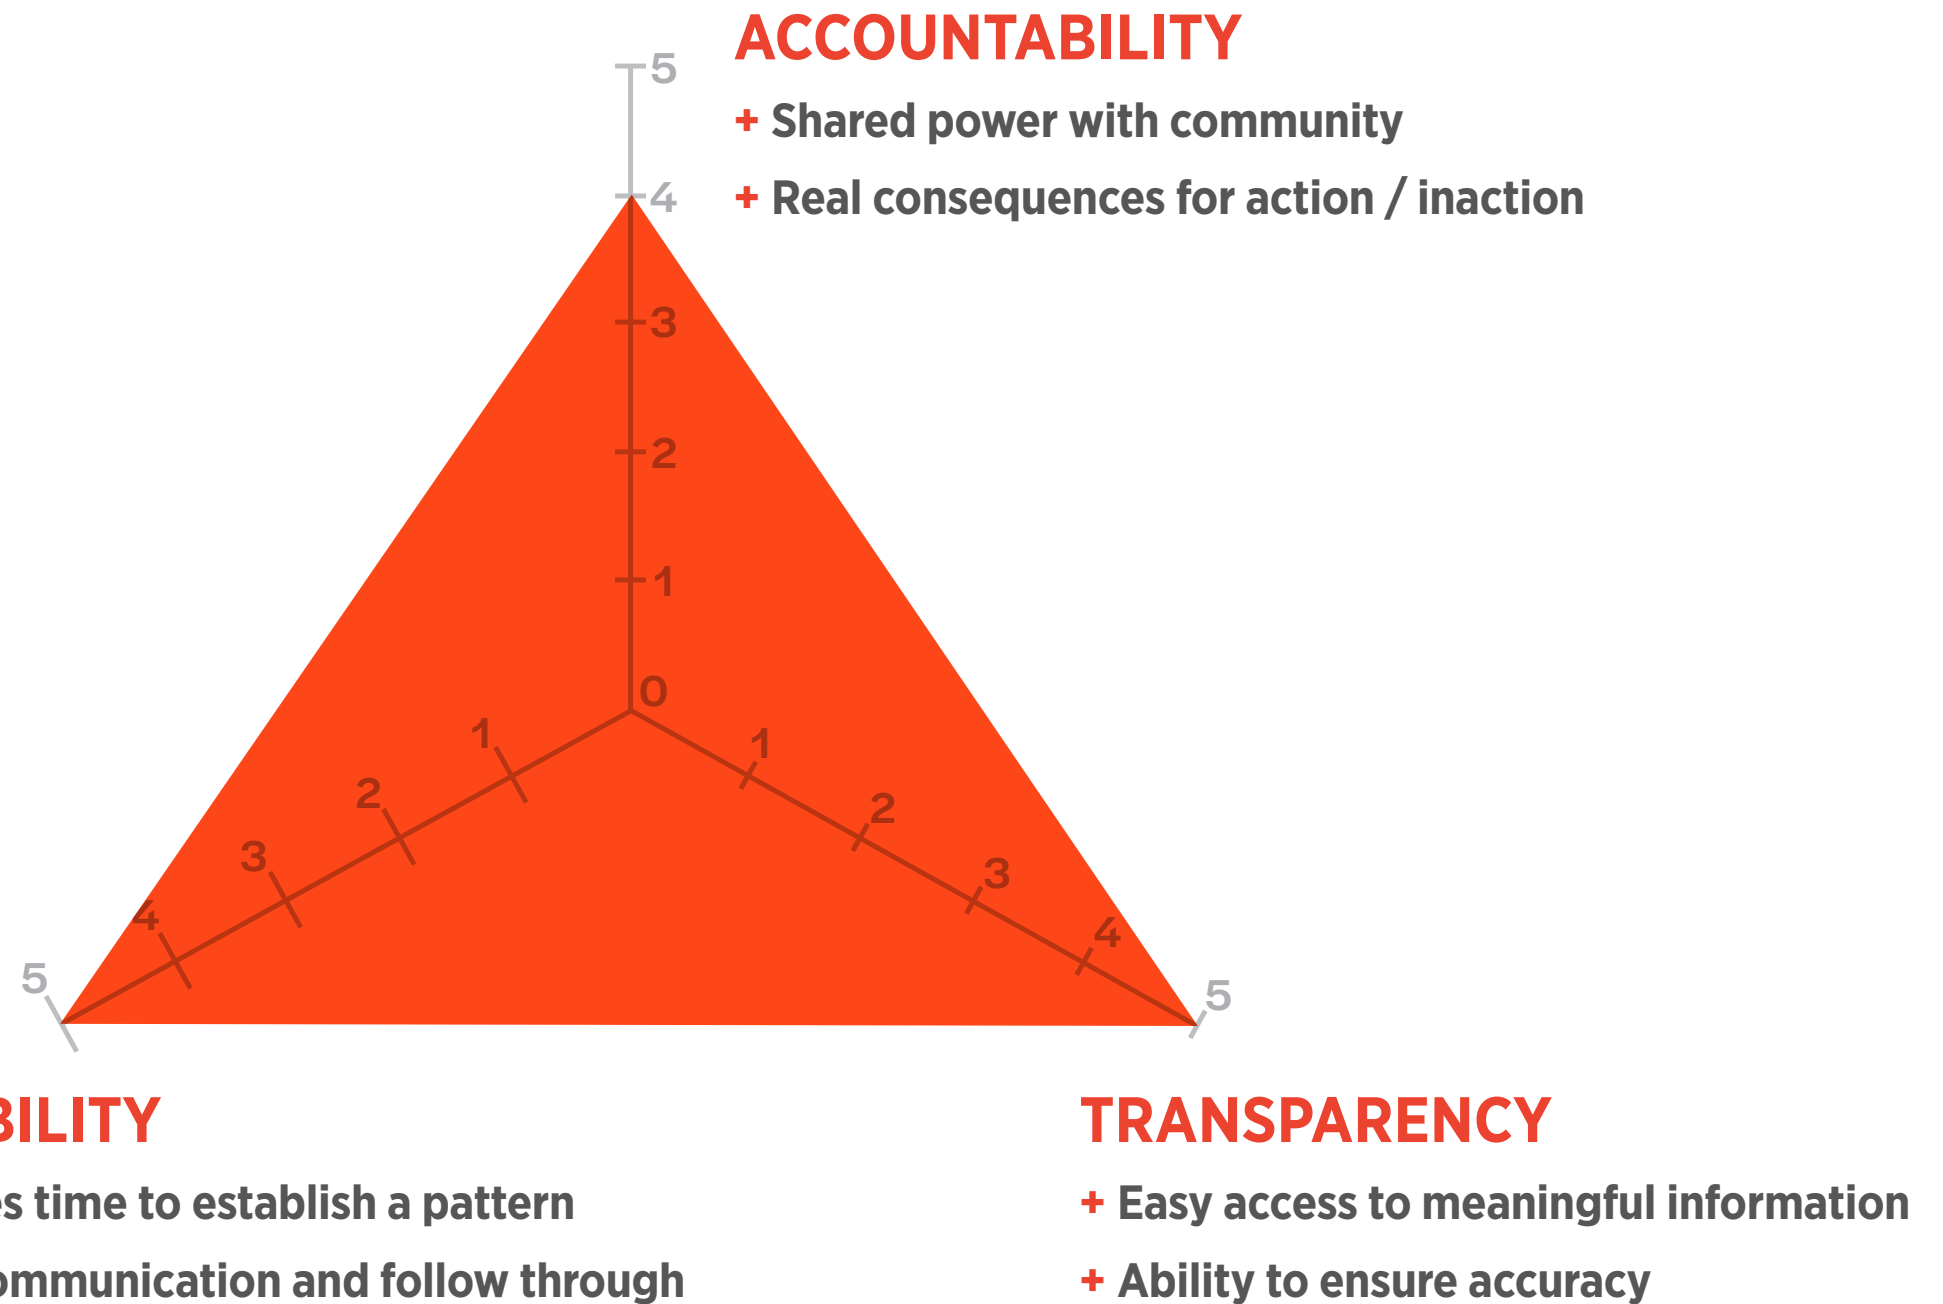 ACCOUNTABILITY
+ Shared power with community
+ Real consequences for action / inaction
5
4
3
2
1
0
1
2
3
4
5
1
2
3
4
5
BILITY
es time to establish a pattern
ommunication and follow through
TRANSPARENCY
+ Easy access to meaningful information
+ Ability to ensure accuracy